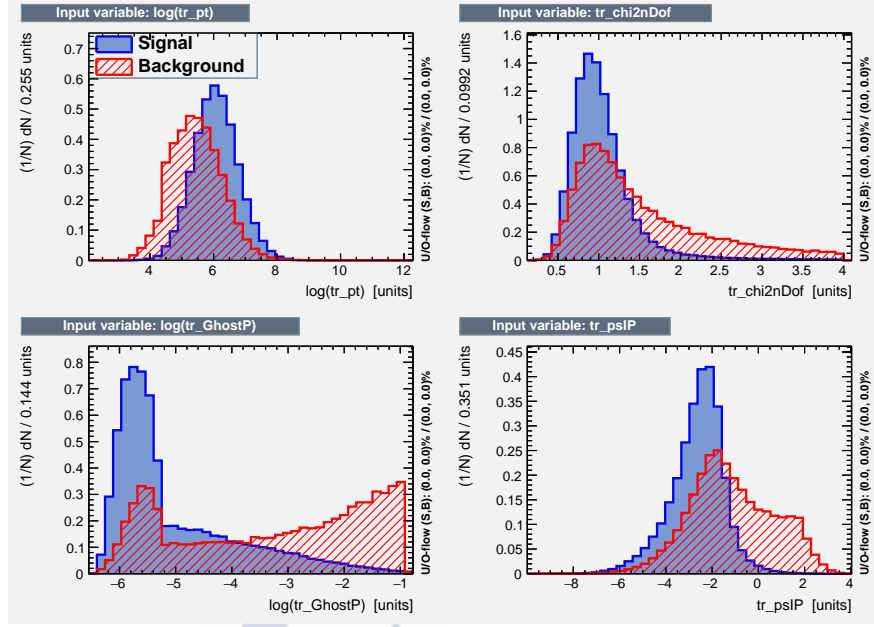 Input variable: log(tr_pt)
(1/N) dN / 0.255 units
0.7
0.6
0.5
0.4
0.3
0.2
0.1
0
Signal
Background
4 6 8 10 12
log(tr_pt) [units]
U/O-flow (S,B): (0.0, 0.0)% / (0.0, 0.0)%
Input variable: tr_chi2nDof
(1/N) dN / 0.0992 units
1.6
1.4
1.2
1
0.8
0.6
0.4
0.2
0
0.5 1 1.5 2 2.5 3 3.5 4
tr_chi2nDof [units]
U/O-flow (S,B): (0.0, 0.0)% / (0.0, 0.0)%
Input variable: log(tr_GhostP)
(1/N) dN / 0.144 units
0.8
0.7
0.6
0.5
0.4
0.3
0.2
0.1
0
−6 −5 −4 −3 −2 −1
log(tr_GhostP) [units]
U/O-flow (S,B): (0.0, 0.0)% / (0.0, 0.0)%
Input variable: tr_psIP
(1/N) dN / 0.351 units
0.45
0.4
0.35
0.3
0.25
0.2
0.15
0.1
0.05
0
−8 −6 −4 −2 0 2 4
tr_psIP [units]
U/O-flow (S,B): (0.0, 0.0)% / (0.0, 0.0)%